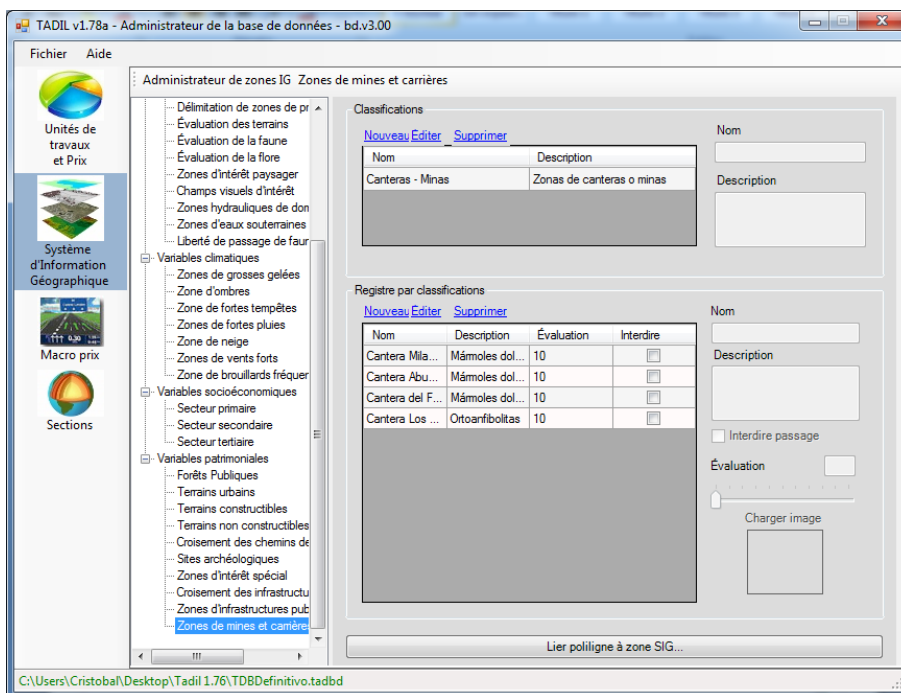 TADIL v1.78a - Administrateur de la base de données - bd.v3.00
Fichier Aide
Unités de
travaux
et Prix
Système
d'Information
Géographique
Macro prix
Sections
Administrateur de zones IG Zones de mines et carrières
Délimitation de zones de pr
Évaluation des terrains
Évaluation de la faune
Évaluation de la flore
Zones d'intérêt paysager
Champs visuels d'intérêt
Zones hydrauliques de don
Zones d'eaux souterraines
Liberté de passage de faur
Variables climatiques
Zones de grosses gelées
Zone d'ombres
Zone de fortes tempêtes
Zones de fortes pluies
Zone de neige
Zones de vents forts
Zone de brouillards fréquer
Variables socioéconomiques
Secteur primaire
Secteur secondaire
Secteur tertiaire
Variables patrimoniales
Forêts Publiques
Terrains urbains
Terrains constructibles
Terrains non constructibles
Croisement des chemins de
Sites archéologiques
Zones d'intérêt spécial
Croisement des infrastructu
Zones d'infrastructures pub
Zones de mines et carrière
Classifications
Nouveau Éditer Supprimer
Nom Description
Canteras - Minas Zonas de canteras o minas
Nom
Description
Registre par classifications
Nouveau Éditer Supprimer
Nom Description Évaluation Interdire
Cantera Mila... Mármoles dol... 10
Cantera Abu... Mármoles dol... 10
Cantera del F... Mármoles dol... 10
Cantera Los ... Ortoanfibolitas 10
Nom
Description
Interdire passage
Évaluation
Charger image
Lier poliligne à zone SIG...
C:\Users\Cristobal\Desktop\Tadil 1.76\TDBDefinitivo.tadbd